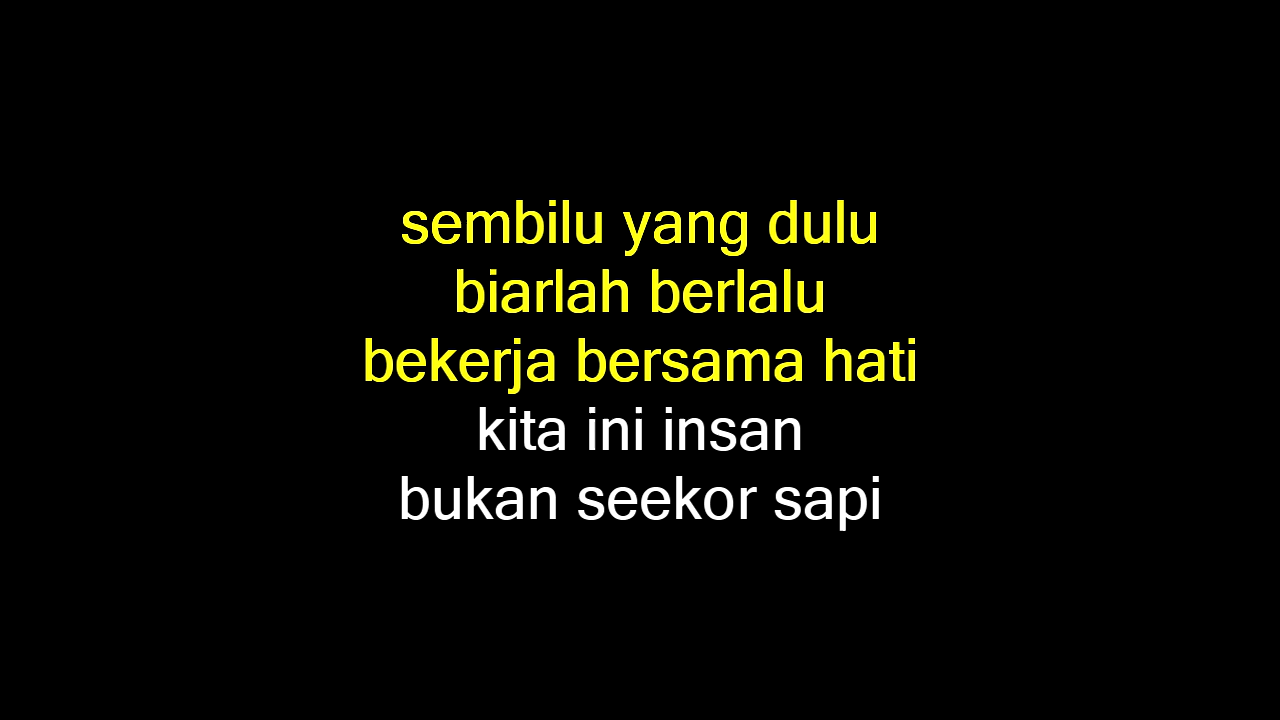 sembilu yang dulu
biarlah berlalu
bekerja bersama hati
kita ini insan
bukan seekor sapi